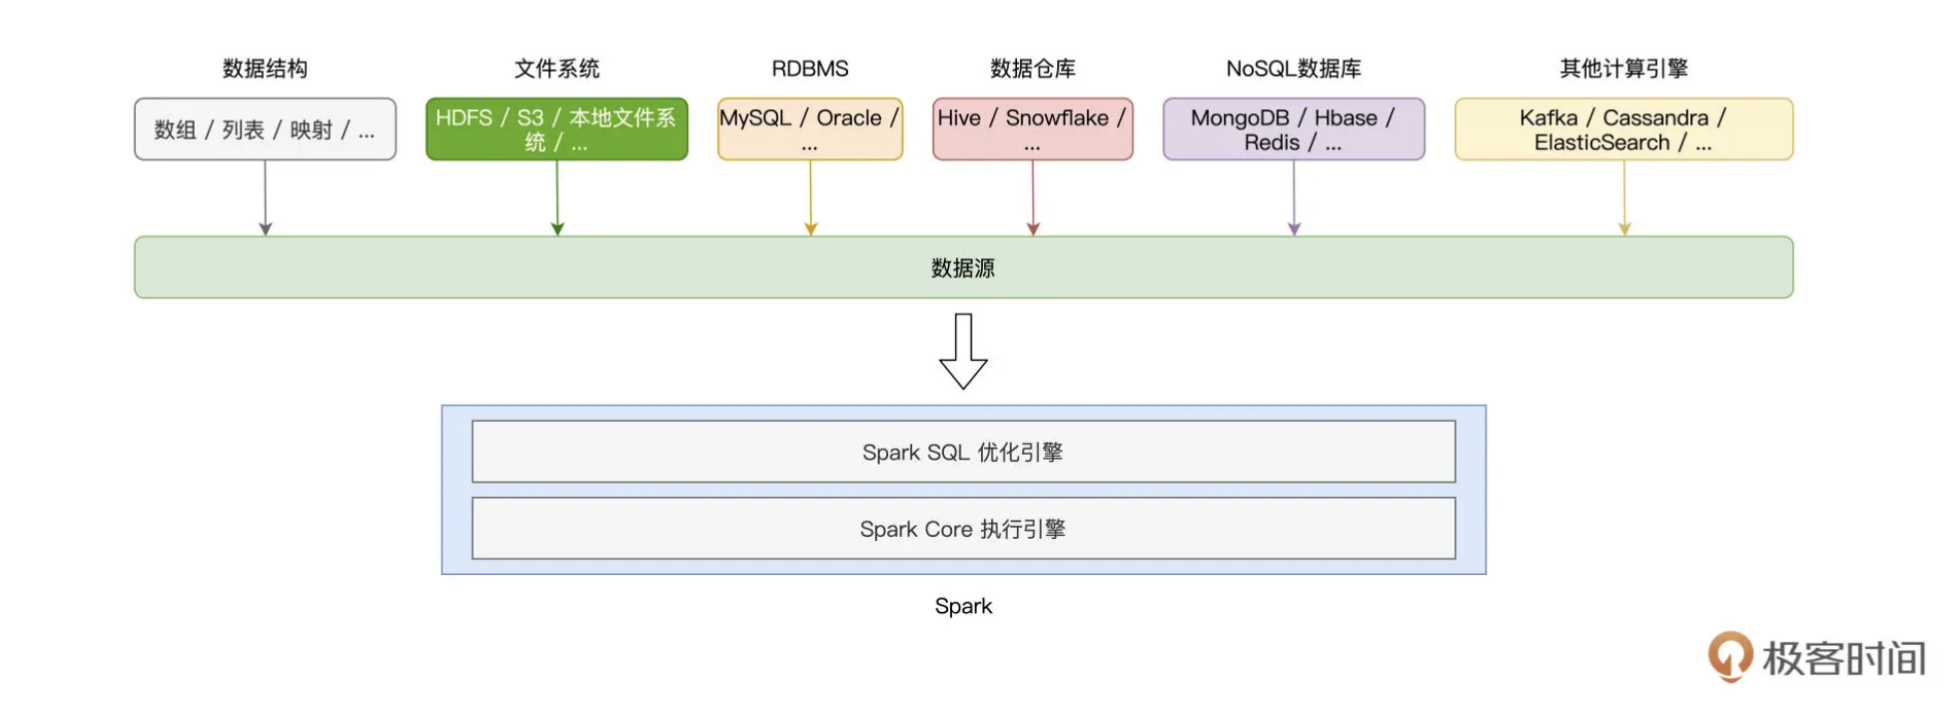 数据结构
文件系统
RDBMS
数据仓库
NoSQL数据库
其他计算引擎
数组 / 列表 / 映射 / ...
HDFS / S3 / 本地文件系
统 / ...
MySQL / Oracle /
...
Hive / Snowflake /
...
MongoDB / Hbase /
Redis / ...
Kafka / Cassandra /
ElasticSearch / ...
数据源
Spark SQL 优化引擎
Spark Core 执行引擎
Spark
极客时间